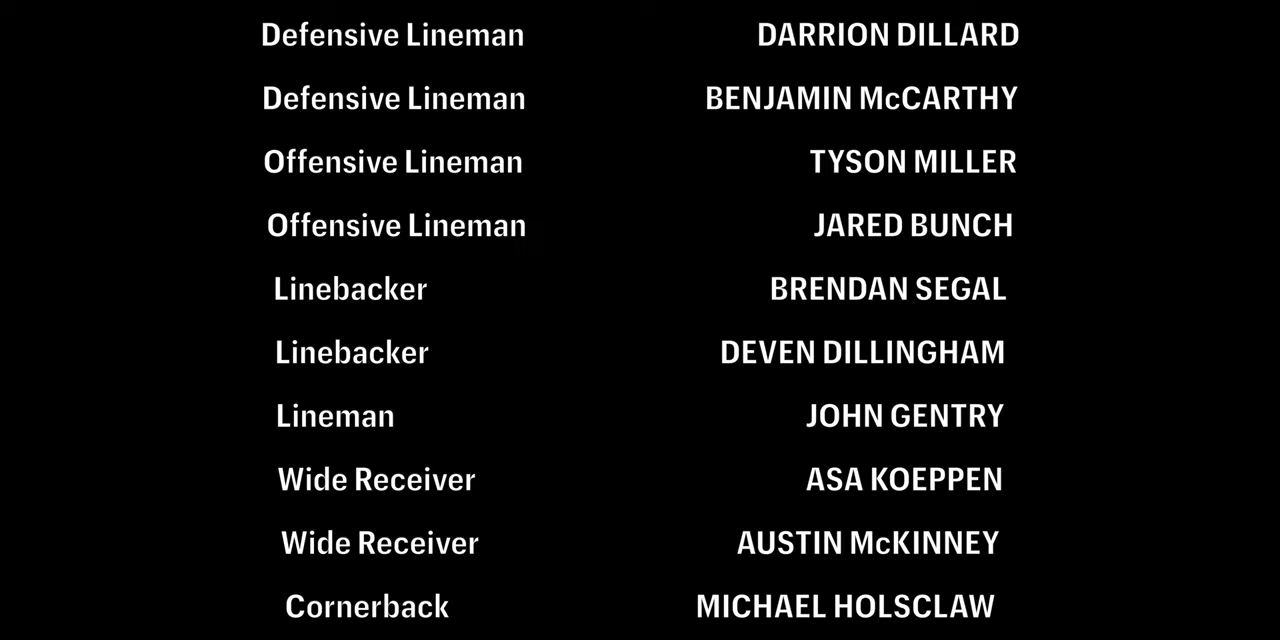 Defensive Lineman DARRION DILLARD
Defensive Lineman BENJAMIN McCARTHY
Offensive Lineman TYSON MILLER
Offensive Lineman JARED BUNCH
Linebacker BRENDAN SEGAL
Linebacker DEVEN DILLINGHAM
Lineman JOHN GENTRY
Wide Receiver ASA KOEPPEN
Wide Receiver AUSTIN McKINNEY
Cornerback MICHAEL HOLSCLAW